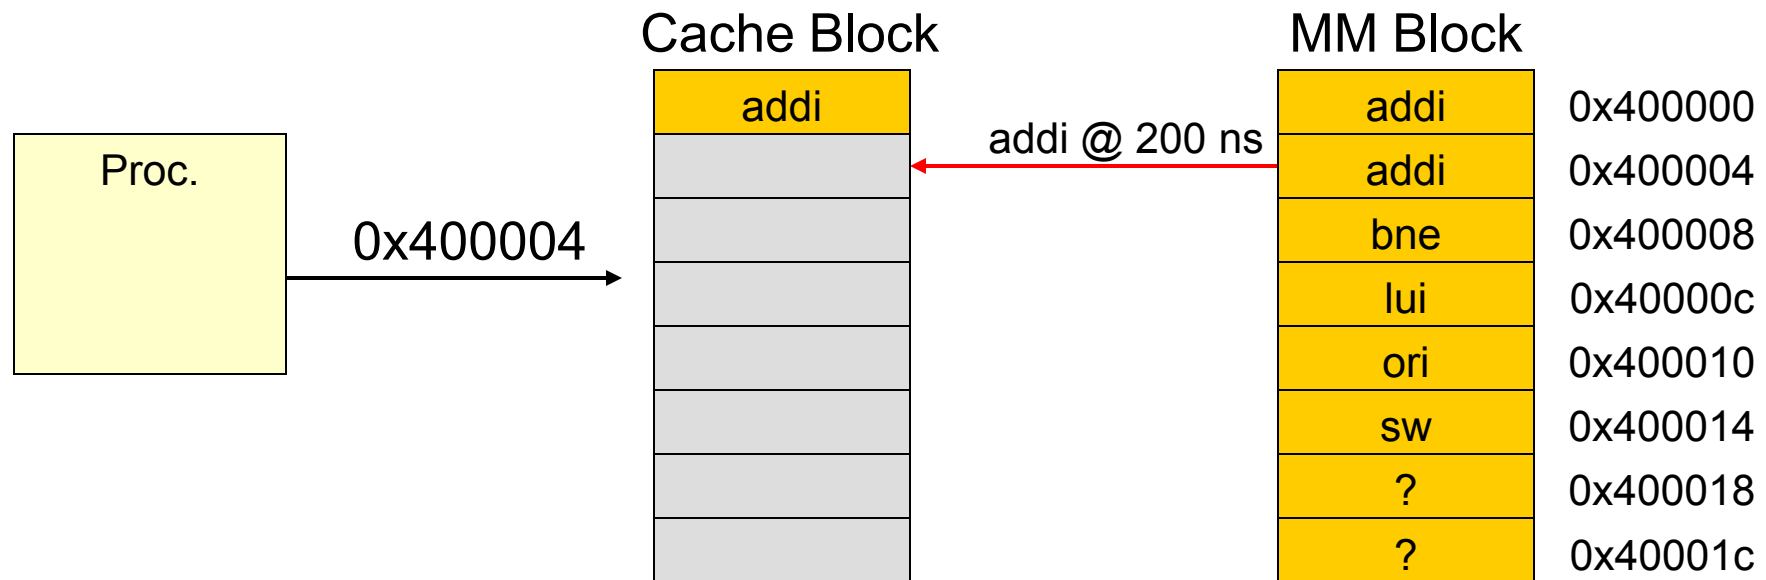 Cache Block MM Block
addi addi 0x400000
addi @ 200 ns
Proc. addi 0x400004
0x400004 bne 0x400008
lui 0x40000c
ori 0x400010
sw 0x400014
? 0x400018
? 0x40001c